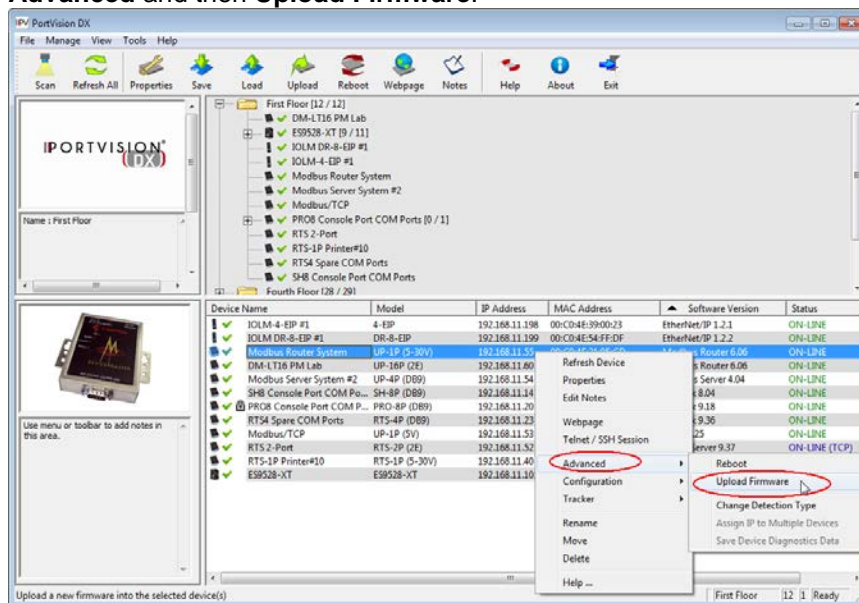 Advanced and then Upload Firmware.
PortVision DX
File Manage View Tools Help
Scan Refresh All Properties Save Load Upload Reboot Webpage Notes Help About Exit
PORTVISION DX
Name : First Floor
First Floor [12 / 12]
DM-LT16 PM Lab
ES9528-XT [9 / 11]
IOLM DR-8-EIP #1
IOLM-4-EIP #1
Modbus Router System
Modbus Server System #2
Modbus/TCP
PRO8 Console Port COM Ports [0 / 1]
RTS 2-Port
RTS-1P Printer#10
RTS4 Spare COM Ports
SH8 Console Port COM Ports
Fourth Floor [28 / 29]
Use menu or toolbar to add notes in
this area.
Device Name Model IP Address MAC Address Software Version Status
IOLM-4-EIP #1 4-EIP 192.168.11.198 00:C0:4E:39:00:23 EtherNet/IP 1.2.1 ON-LINE
IOLM DR-8-EIP #1 DR-8-EIP 192.168.11.199 00:C0:4E:54:FF:DF EtherNet/IP 1.2.2 ON-LINE
Modbus Router System UP-1P (5-30V) 192.168.11.55 Router 6.06 ON-LINE
DM-LT16 PM Lab UP-16P (2E) 192.168.11.60 s Router 6.06 ON-LINE
Modbus Server System #2 UP-4P (DB9) 192.168.11.54 s Server 4.04 ON-LINE
SH8 Console Port COM Po... SH-8P (DB9) 192.168.11.14 8.04 ON-LINE
PRO8 Console Port COM P... PRO-8P (DB9) 192.168.11.20 9.18 ON-LINE
RTS4 Spare COM Ports RTS-4P (DB9) 192.168.11.23 9.36 ON-LINE
Modbus/TCP UP-1P (5V) 192.168.11.53 25 ON-LINE
RTS 2-Port RTS-2P (2E) 192.168.11.52 Server 9.37 ON-LINE (TCP)
RTS-1P Printer#10 RTS-1P (5-30V) 192.168.11.40
ES9528-XT ES9528-XT 192.168.11.10
Refresh Device
Properties
Edit Notes
Webpage
Telnet / SSH Session
Advanced
Configuration
Tracker
Rename
Move
Delete
Help ...
Reboot
Upload Firmware
Change Detection Type
Assign IP to Multiple Devices
Save Device Diagnostics Data
Upload a new firmware into the selected device(s) First Floor 12 1 Ready